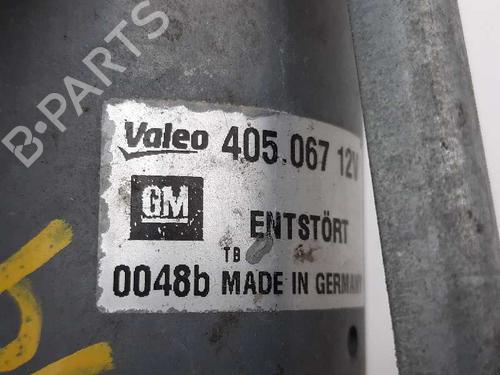 B-PARTS
Valeo 405.067 12V
GM ENTSTÖRT
TB
0048b MADE IN GERMANY